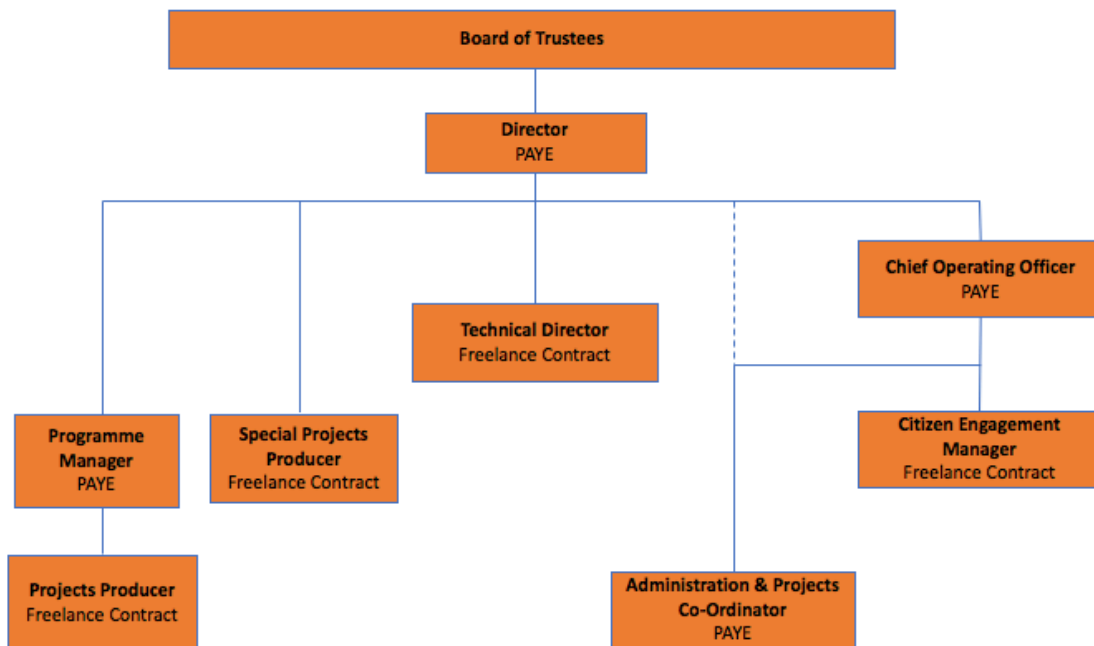 Board of Trustees
Director
PAYE
Chief Operating Officer
PAYE
Technical Director
Freelance Contract
Programme
Manager
PAYE
Special Projects
Producer
Freelance Contract
Citizen Engagement
Manager
Freelance Contract
Projects Producer
Freelance Contract
Administration & Projects
Co-Ordinator
PAYE